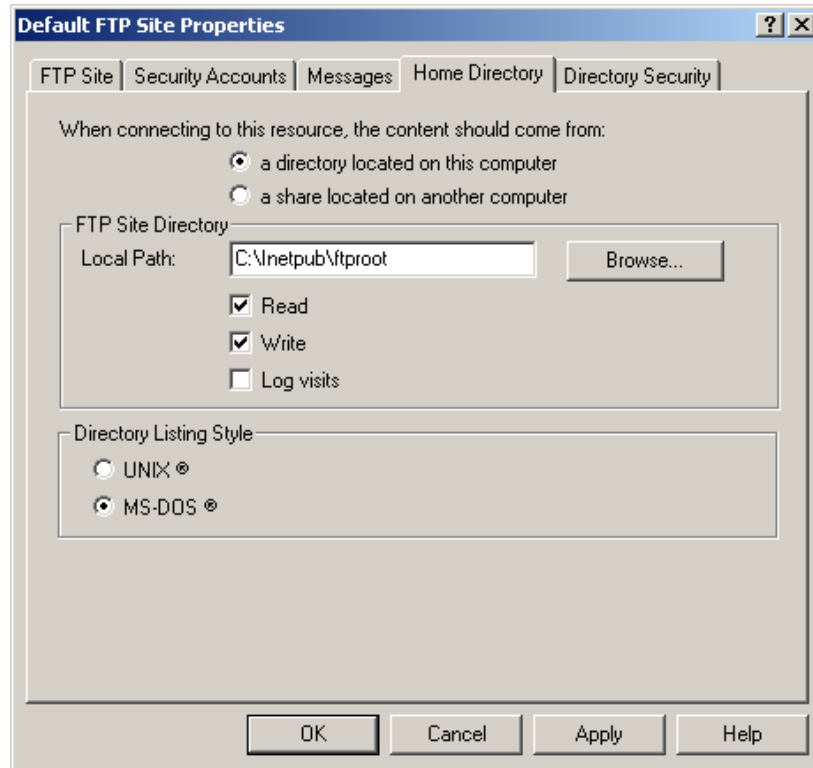 Default FTP Site Properties
FTP Site Security Accounts Messages Home Directory Directory Security
When connecting to this resource, the content should come from:
a directory located on this computer
a share located on another computer
FTP Site Directory
Local Path: C:\Inetpub\ftproot Browse...
Read
Write
Log visits
Directory Listing Style
UNIX ®
MS-DOS ®
OK Cancel Apply Help